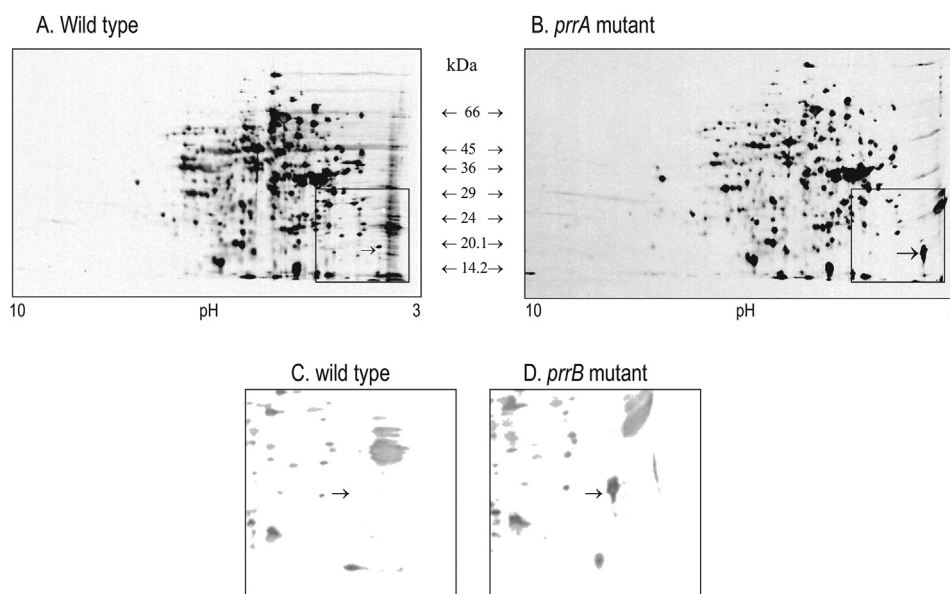 A. Wild type
B. prrA mutant
kDa
← 66 →
← 45 →
← 36 →
← 29 →
← 24 →
← 20.1→
← 14.2→
10 pH 3
10 pH
C. wild type
D. prrB mutant